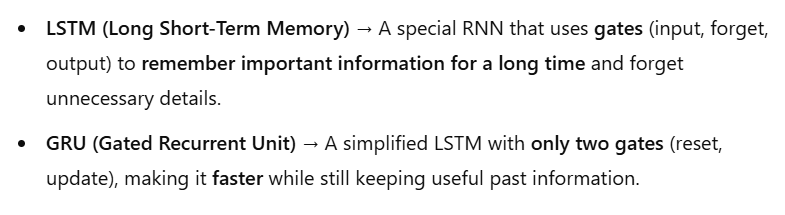 • LSTM (Long Short-Term Memory) → A special RNN that uses gates (input, forget,
output) to remember important information for a long time and forget
unnecessary details.
• GRU (Gated Recurrent Unit) → A simplified LSTM with only two gates (reset,
update), making it faster while still keeping useful past information.